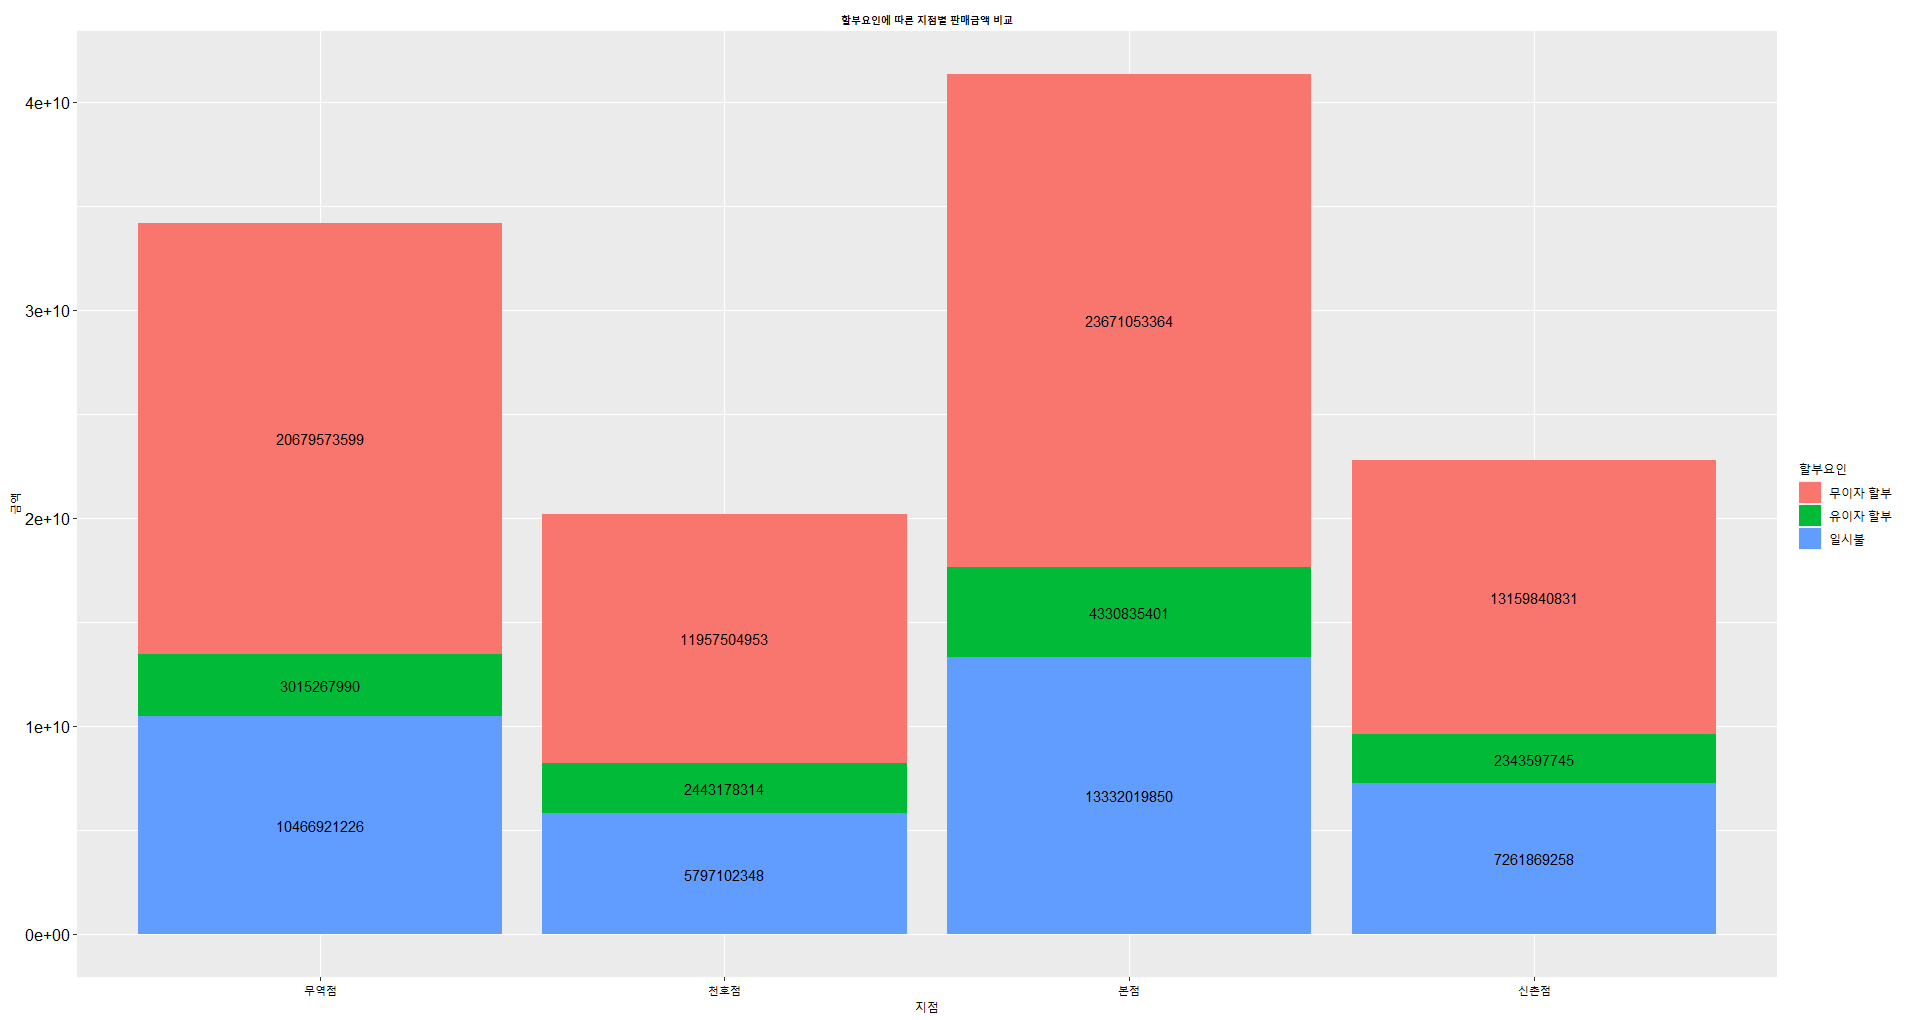 할부요인에 따른 지점별 판매금액 비교
4e+10
3e+10
2e+10
1e+10
0e+00
금액
20679573599
3015267990
10466921226
11957504953
2443178314
5797102348
23671053364
4330835401
13332019850
13159840831
2343597745
7261869258
무역점
천호점
본점
신촌점
지점
할부요인
무이자 할부
유이자 할부
일시불